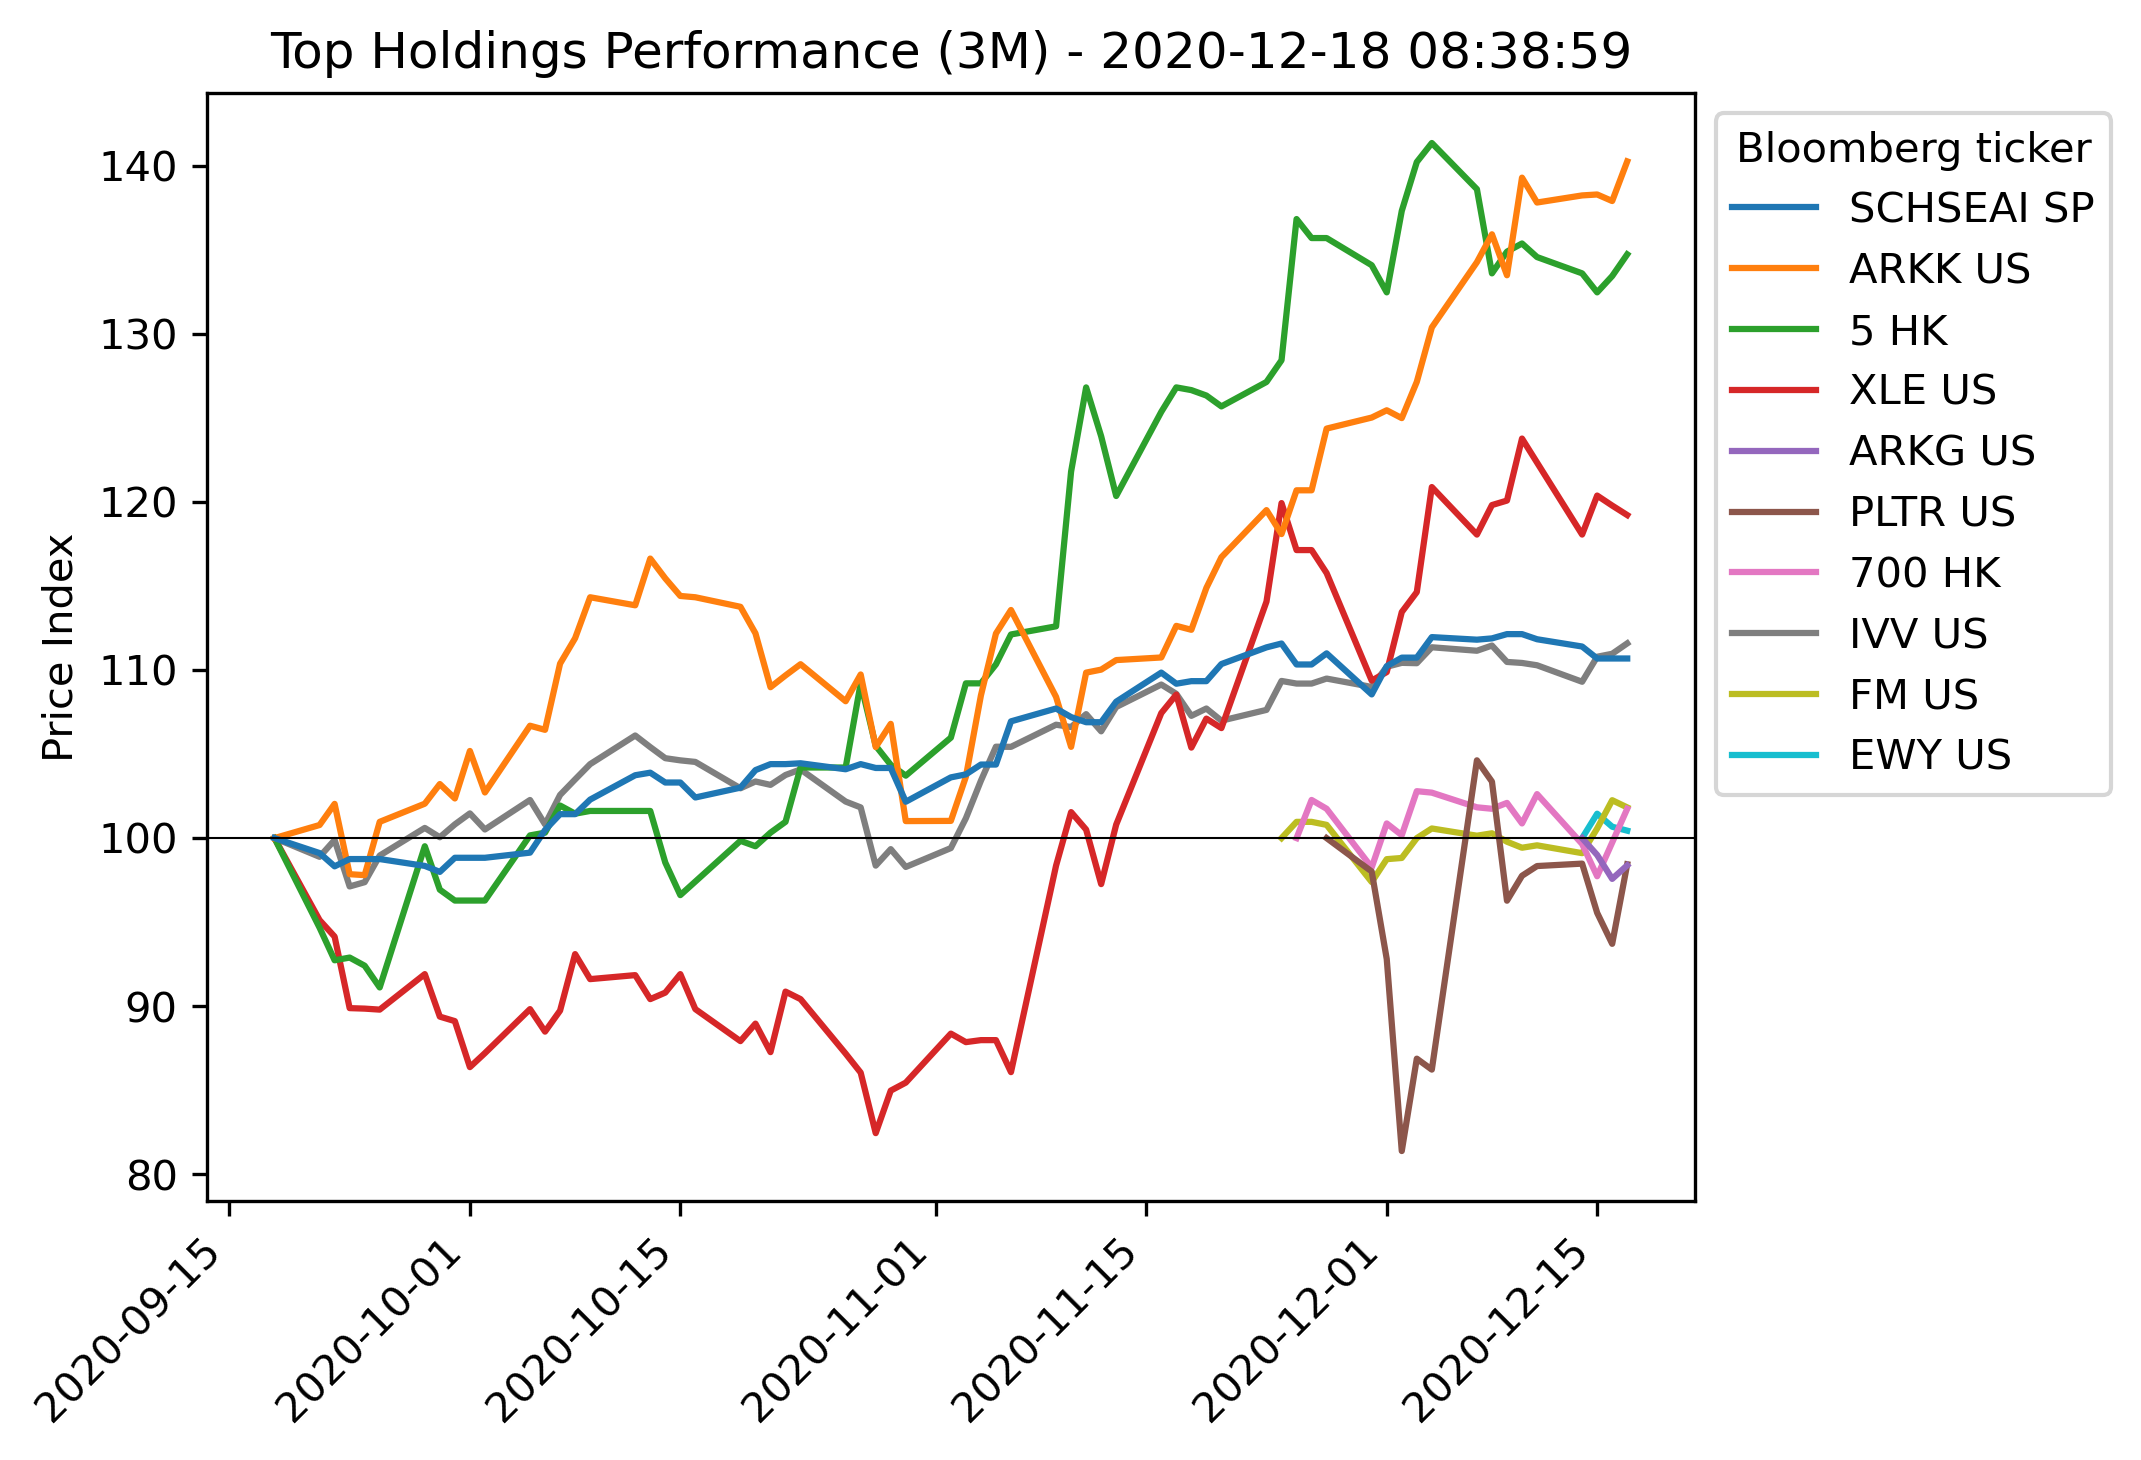 Top Holdings Performance (3M) - 2020-12-18 08:38:59
Price Index
140
130
120
110
100
90
80
2020-09-15
2020-10-01
2020-10-15
2020-11-01
2020-11-15
2020-12-01
2020-12-15
Bloomberg ticker
SCHSEAI SP
ARKK US
5 HK
XLE US
ARKG US
PLTR US
700 HK
IVV US
FM US
EWY US